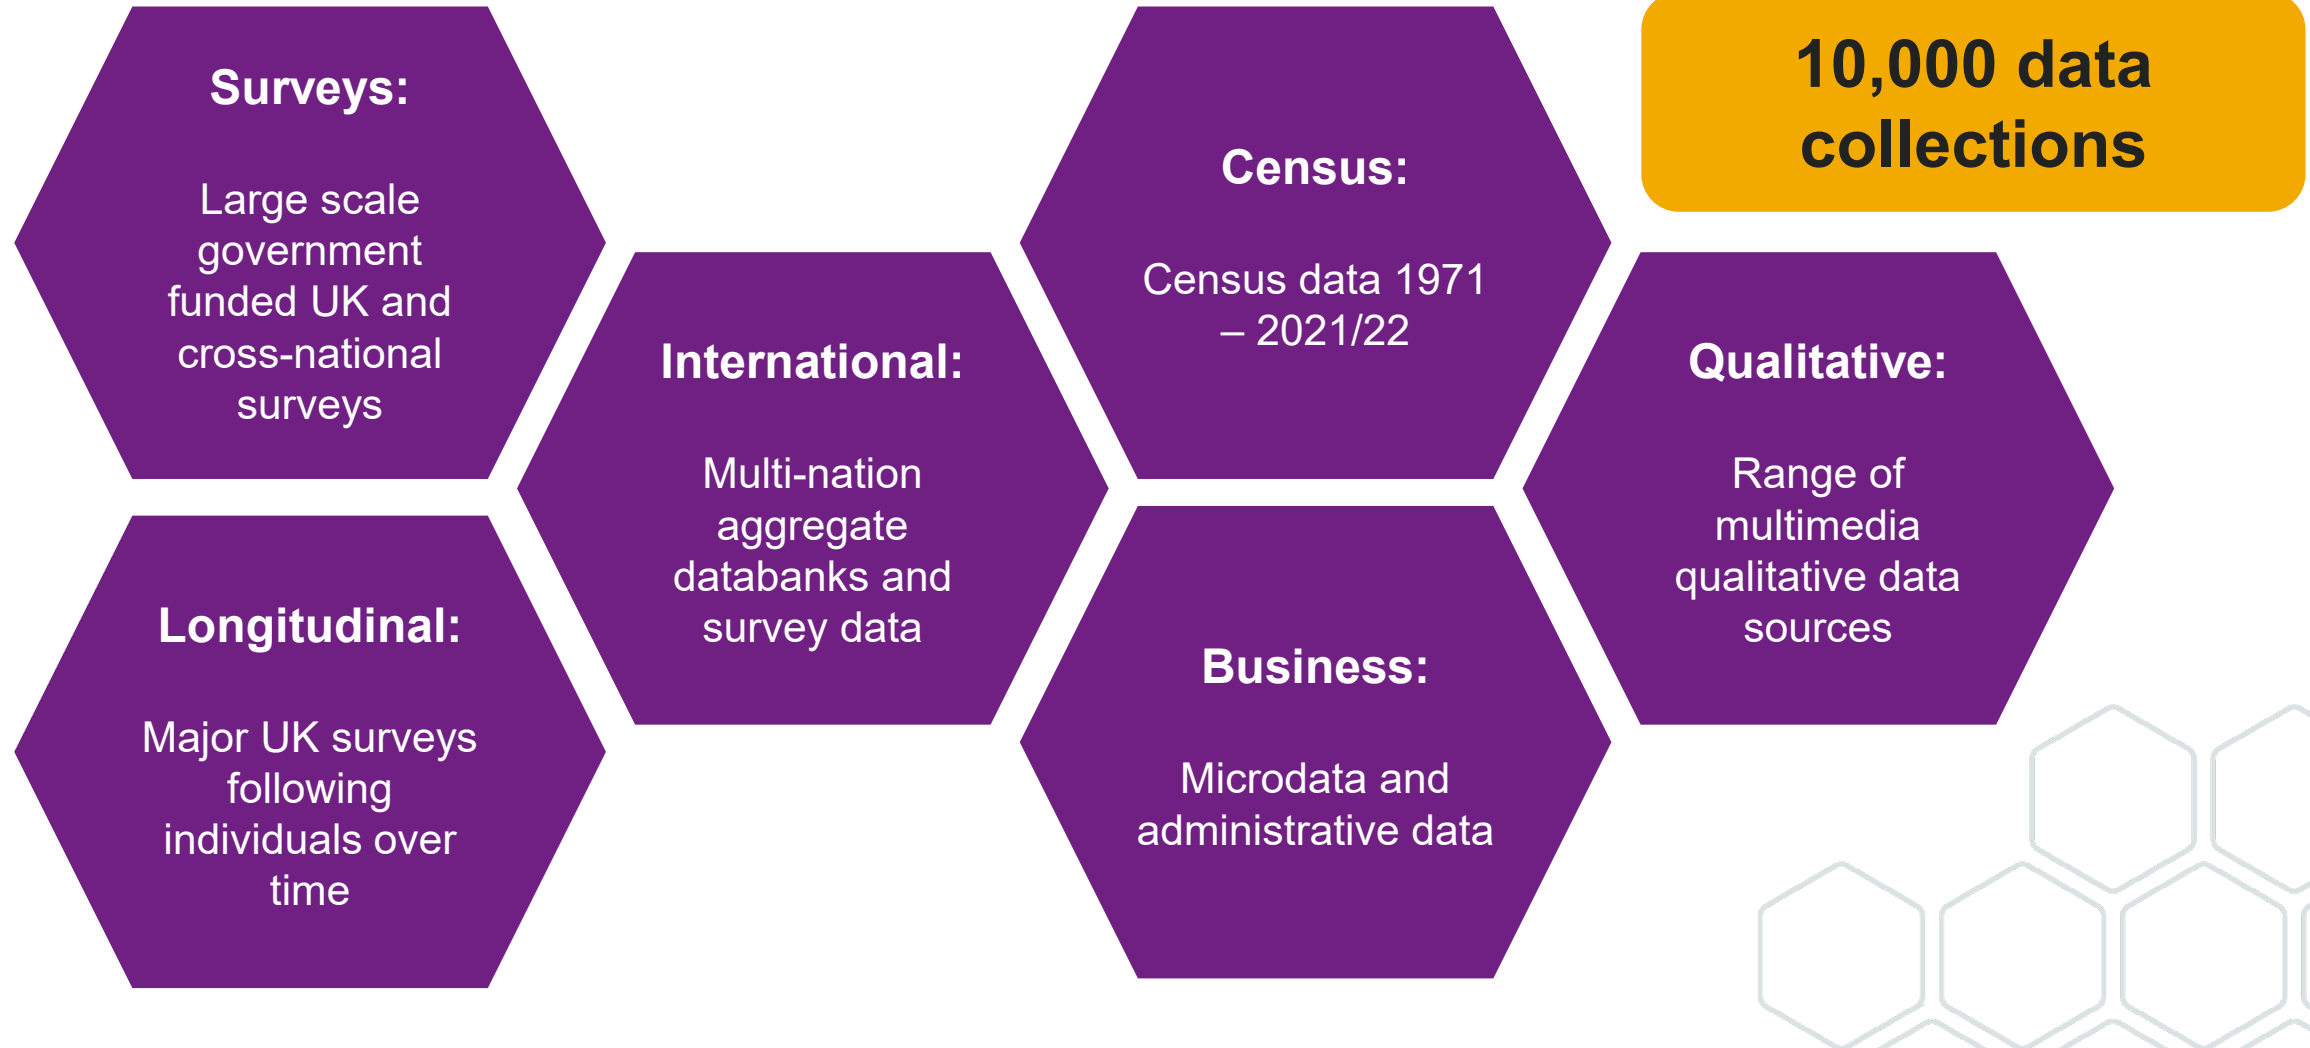 Surveys:
Large scale
government
funded UK and
cross-national
surveys
Longitudinal:
Major UK surveys
following
individuals over
time
International:
Multi-nation
aggregate
databanks and
survey data
Census:
Census data 1971
– 2021/22
Business:
Microdata and
administrative data
10,000 data
collections
Qualitative:
Range of
multimedia
qualitative data
sources